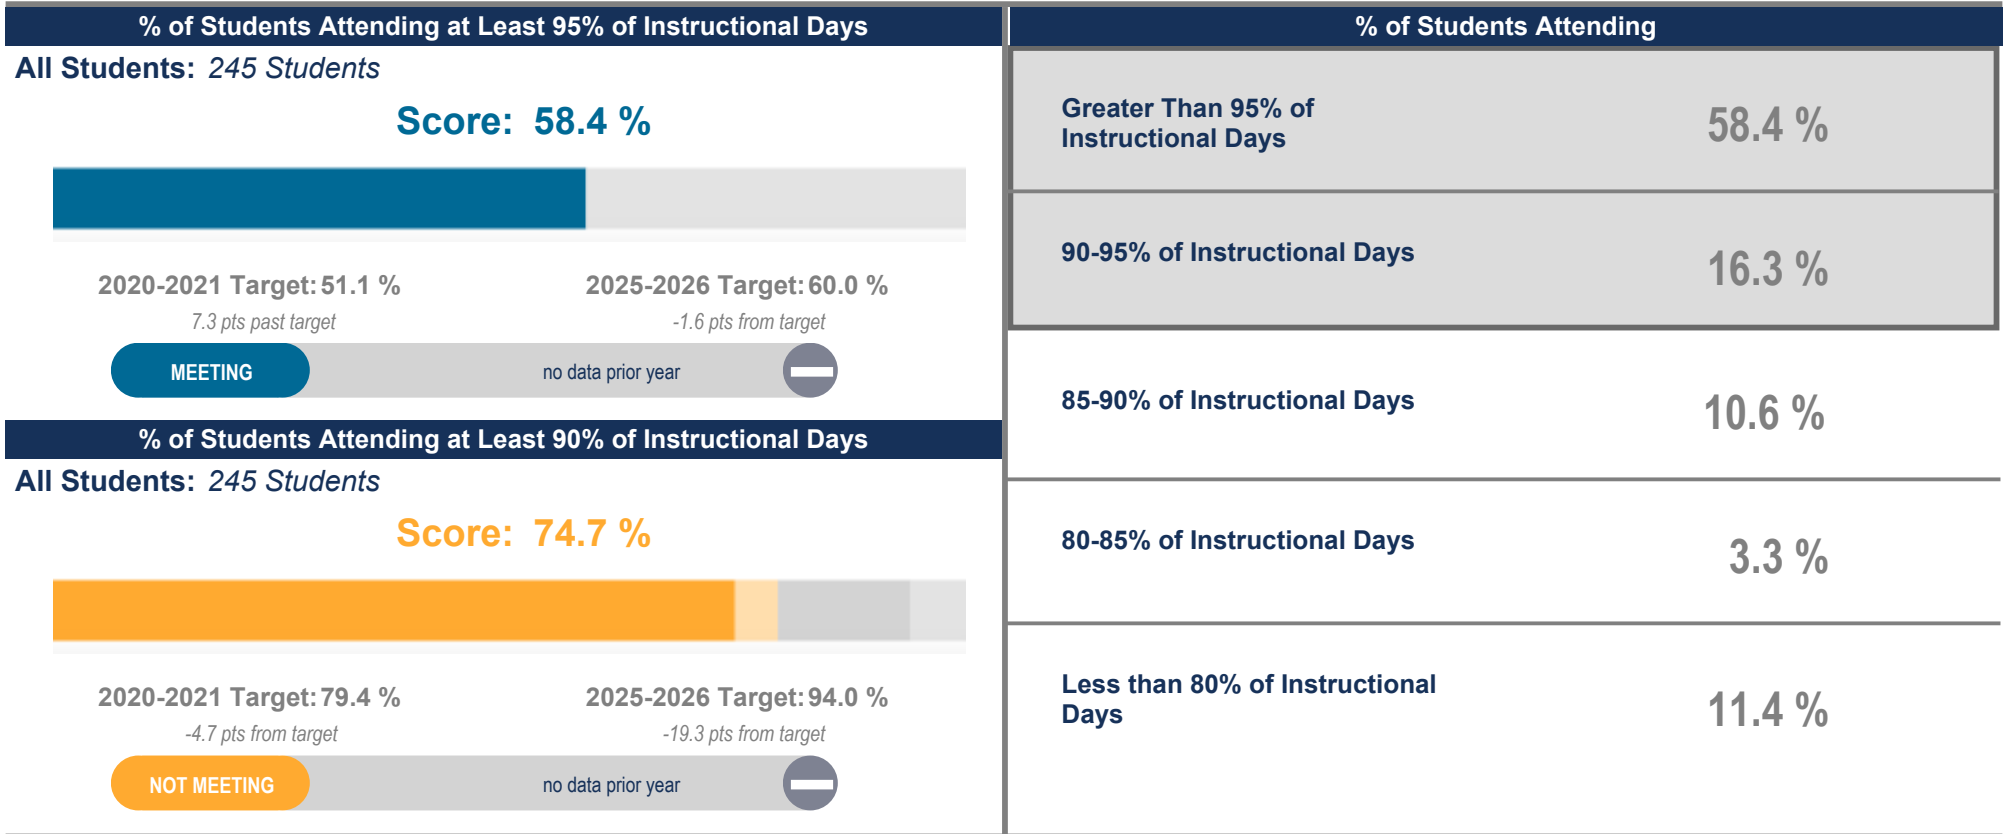 % of Students Attending at Least 95% of Instructional Days
All Students: 245 Students
Score: 58.4 %
2020-2021 Target: 51.1 %
7.3 pts past target
2025-2026 Target: 60.0 %
-1.6 pts from target
MEETING
no data prior year
% of Students Attending at Least 90% of Instructional Days
All Students: 245 Students
Score: 74.7 %
2020-2021 Target: 79.4 %
-4.7 pts from target
2025-2026 Target: 94.0 %
-19.3 pts from target
NOT MEETING
no data prior year
% of Students Attending
Greater Than 95% of
Instructional Days
58.4 %
90-95% of Instructional Days
16.3 %
85-90% of Instructional Days
10.6 %
80-85% of Instructional Days
3.3 %
Less than 80% of Instructional
Days
11.4 %